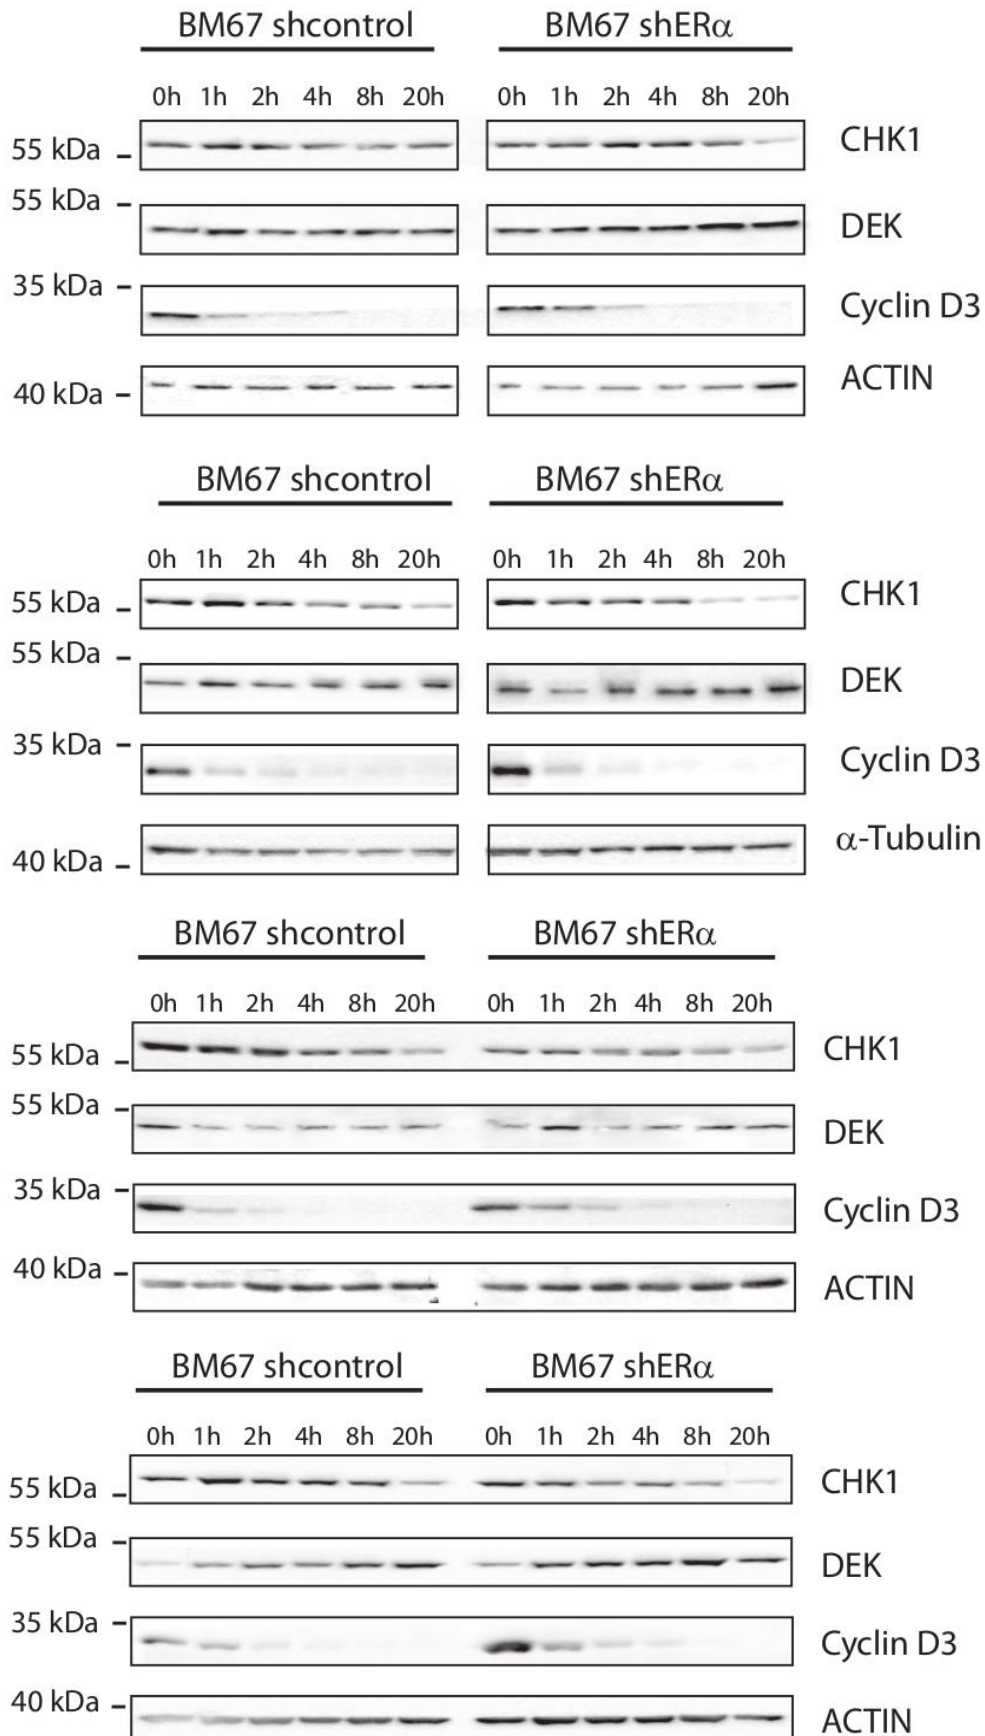 BM67 shcontrol BM67 shERα
0h 1h 2h 4h 8h 20h 0h 1h 2h 4h 8h 20h
55 kDa CHK1
55 kDa DEK
35 kDa Cyclin D3
40 kDa ACTIN
BM67 shcontrol BM67 shERα
0h 1h 2h 4h 8h 20h 0h 1h 2h 4h 8h 20h
55 kDa CHK1
55 kDa DEK
35 kDa Cyclin D3
40 kDa α-Tubulin
BM67 shcontrol BM67 shERα
0h 1h 2h 4h 8h 20h 0h 1h 2h 4h 8h 20h
55 kDa CHK1
55 kDa DEK
35 kDa Cyclin D3
40 kDa ACTIN
BM67 shcontrol BM67 shERα
0h 1h 2h 4h 8h 20h 0h 1h 2h 4h 8h 20h
55 kDa CHK1
55 kDa DEK
35 kDa Cyclin D3
40 kDa ACTIN